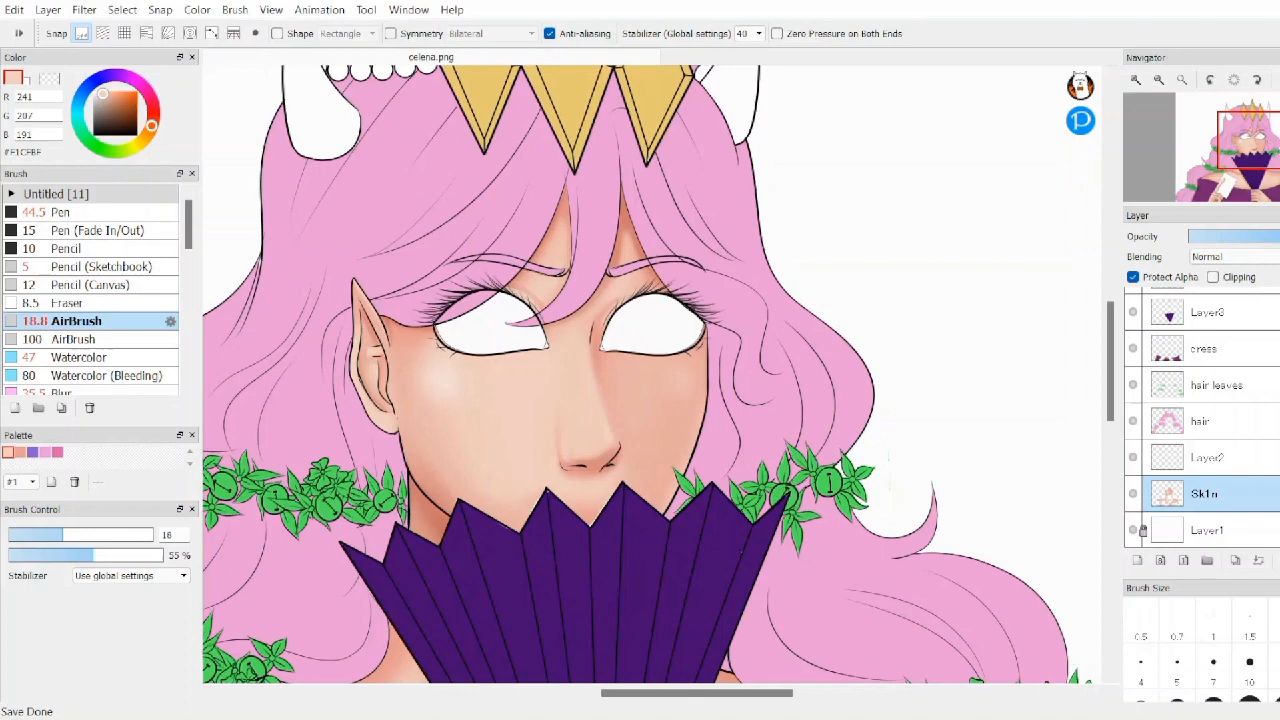 Edit Layer Filter Select Snap Color Brush View Animation Tool Window Help
Snap Shape Rectangle Symmetry Bilateral Anti-aliasing Stabilizer (Global settings) 40 Zero Pressure on Both Ends
Color
celena.png
Navigator
R 241
G 207
B 191
#F1CFBF
Brush
Untitled [11]
44.5 Pen
15 Pen (Fade In/Out)
10 Pencil
5 Pencil (Sketchbook)
12 Pencil (Canvas)
8.5 Eraser
18.8 AirBrush
100 AirBrush
47 Watercolor
80 Watercolor (Bleeding)
25.5 Blur
Palette
#1
---
Brush Control
18
55 %
Stabilizer Use global settings
Save Done
P
Layer
Opacity
Blending Normal
Protect Alpha Clipping
Layer3
cress
hair leaves
hair
Layer2
Sk1n
Layer1
Brush Size
0.5 0.7 1 1.5
4 5 7 10